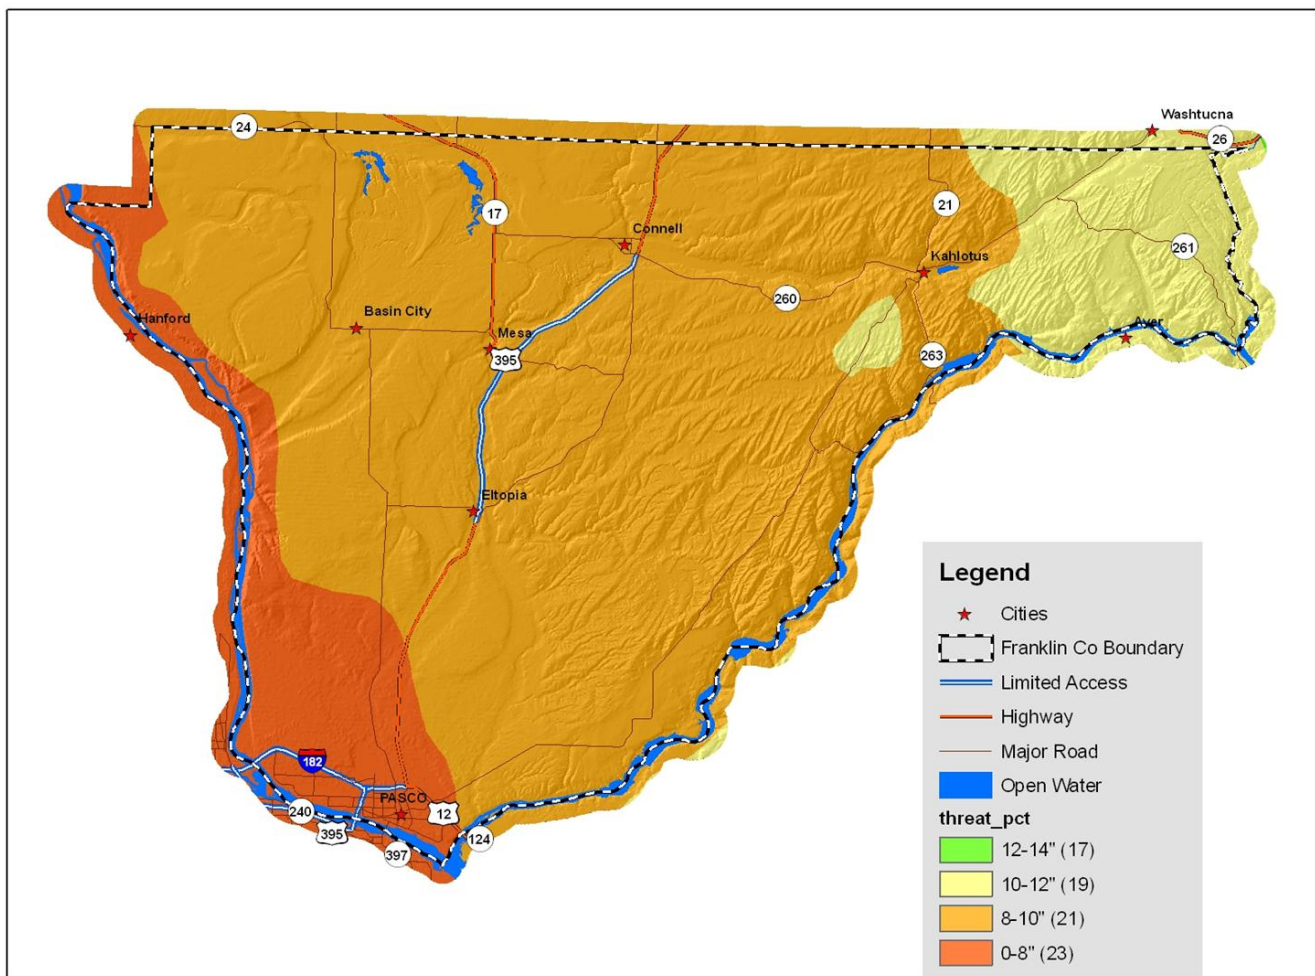 Washtucna
24
26
17
21
Connell
261
Kahlotus
260
Basin City
Hanford
Mesa
Ayer
395
263
Eltopia
182
PASCO
240
12
395
124
397
Legend
Cities
Franklin Co Boundary
Limited Access
Highway
Major Road
Open Water
threat_pct
12-14" (17)
10-12" (19)
8-10" (21)
0-8" (23)